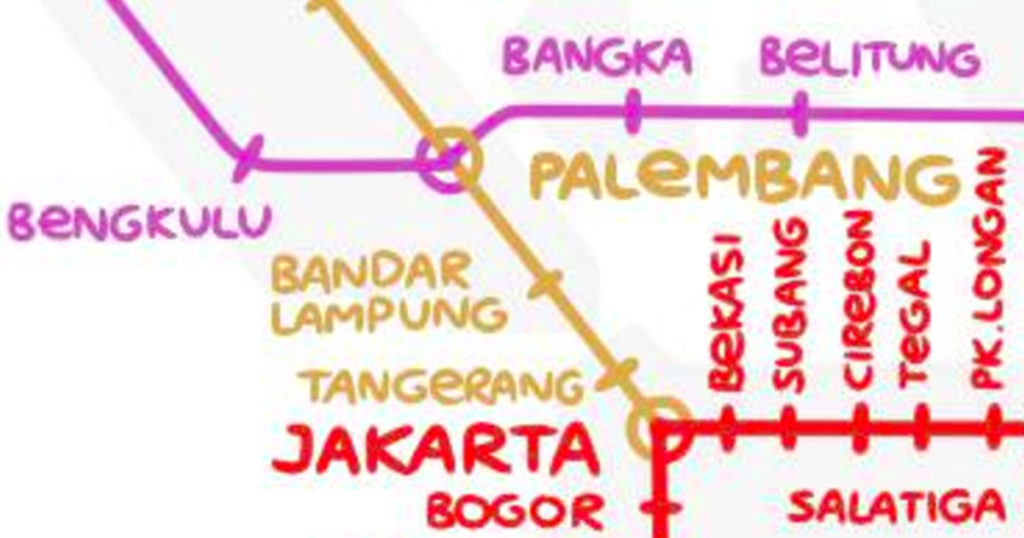 BANGKA
BeLITUNG
PALeMBANG
BeNGKULU
BANDAR
LAMPUNG
TANGeRANG
JAKARTA
BOGOR
BeKASI
SUBANG
CIReBON
TeGAL
PK.LONGAN
SALATIGA